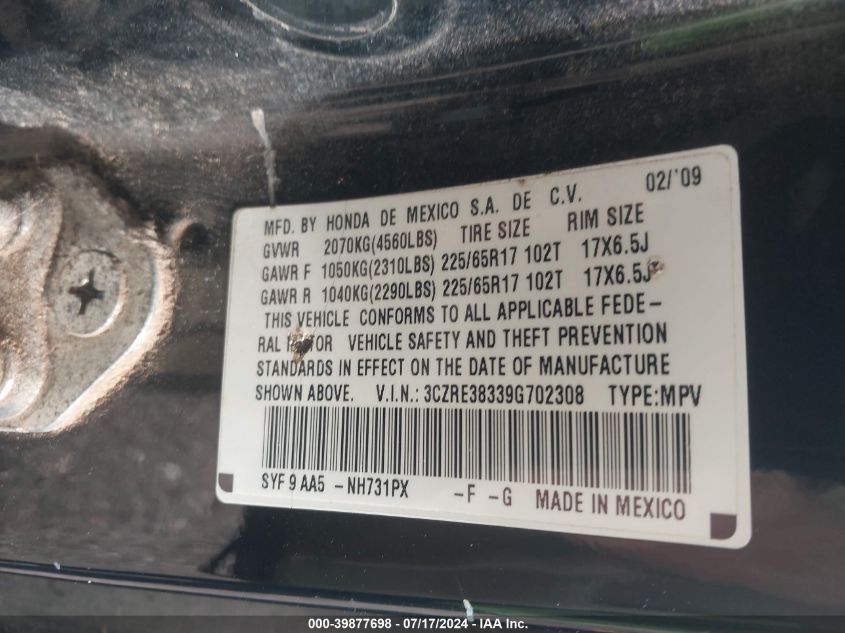 02/'09
MFD. BY HONDA DE MEXICO S.A. DE C.V.
GVWR 2070KG(4560LBS) TIRE SIZE RIM SIZE
GAWR F 1050KG(2310LBS) 225/65R17 102T 17X6.5J
GAWR R 1040KG(2290LBS) 225/65R17 102T 17X6.5J
THIS VEHICLE CONFORMS TO ALL APPLICABLE FEDE-
RAL VEHICLE SAFETY AND THEFT PREVENTION
STANDARDS IN EFFECT ON THE DATE OF MANUFACTURE
SHOWN ABOVE. V.I.N.: 3CZRE38339G702308 TYPE:MPV
SYF 9 AA5 -NH731PX -F -G MADE IN MEXICO
000-39877698 - 07/17/2024 - IAA Inc.